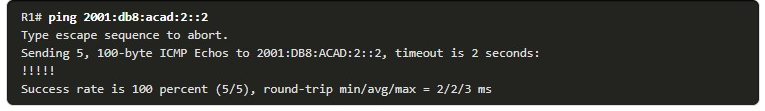 R1# ping 2001:db8:acad:2::2
Type escape sequence to abort.
Sending 5, 100-byte ICMP Echos to 2001:DB8:ACAD:2::2, timeout is 2 seconds:
!!!!!
Success rate is 100 percent (5/5), round-trip min/avg/max = 2/2/3 ms